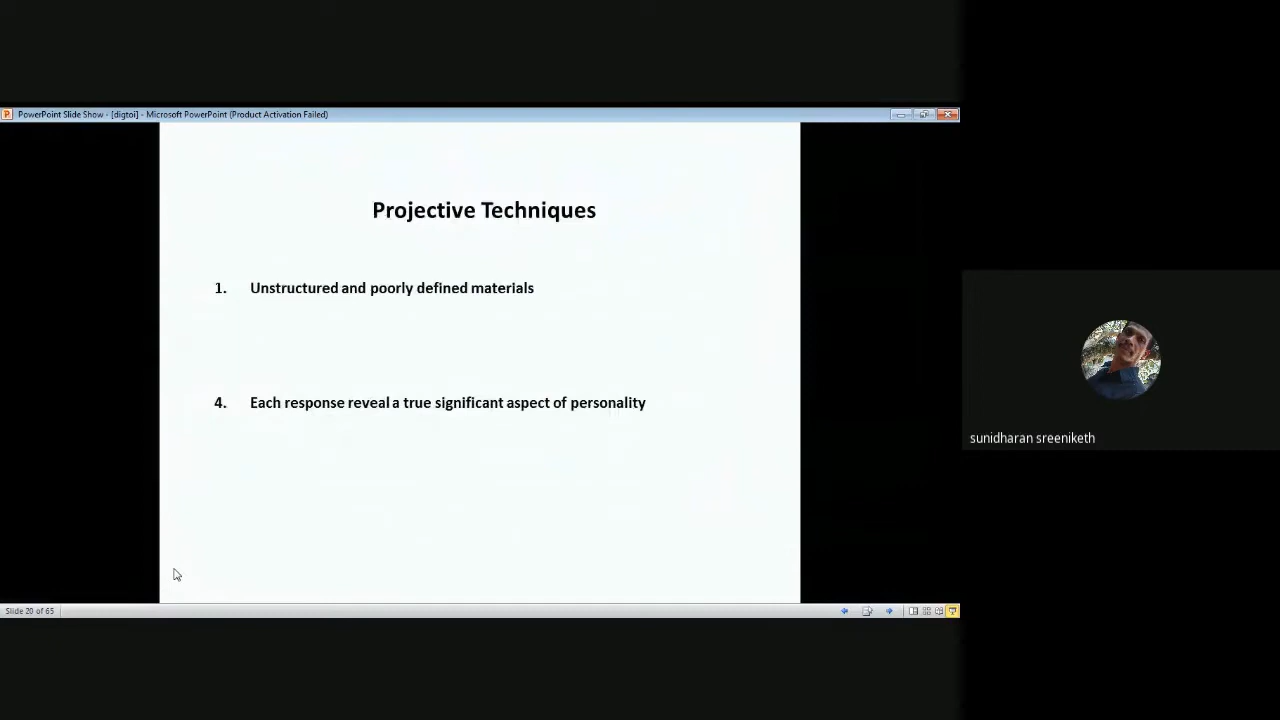 PowerPoint Slide Show - [digtoi] - Microsoft PowerPoint (Product Activation Failed)
Projective Techniques
1. Unstructured and poorly defined materials
4. Each response reveal a true significant aspect of personality
sunidharan sreeniketh
Slide 20 of 65